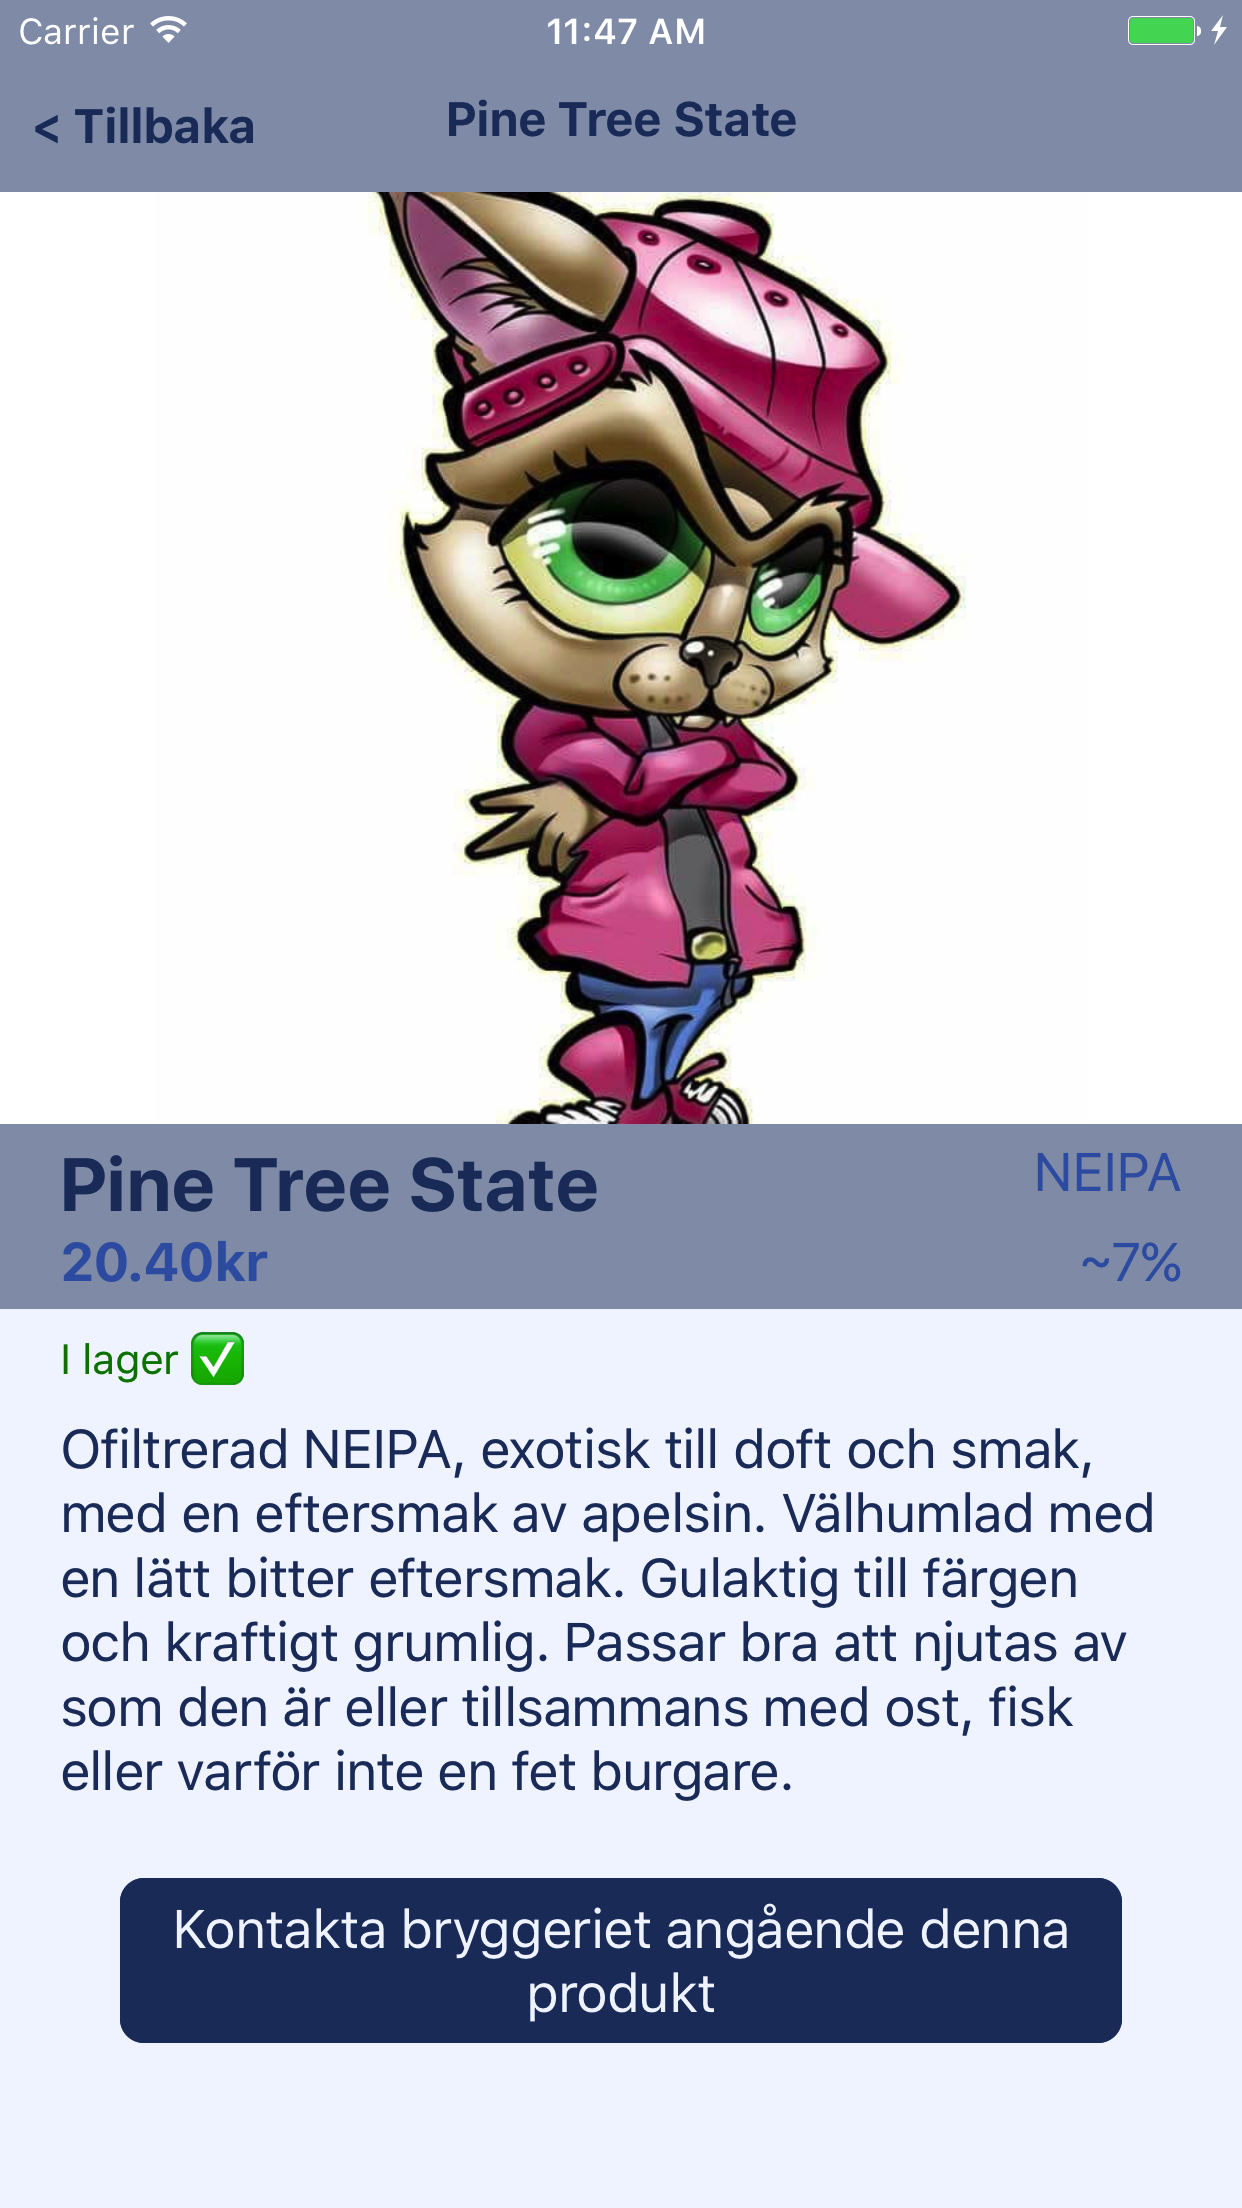 Carrier 11:47 AM
< Tillbaka Pine Tree State
Pine Tree State NEIPA
20.40kr ~7%
I lager ✅
Ofiltrerad NEIPA, exotisk till doft och smak,
med en eftersmak av apelsin. Välhumlad med
en lätt bitter eftersmak. Gulaktig till färgen
och kraftigt grumlig. Passar bra att njutas av
som den är eller tillsammans med ost, fisk
eller varför inte en fet burgare.
Kontakta bryggeriet angående denna
produkt